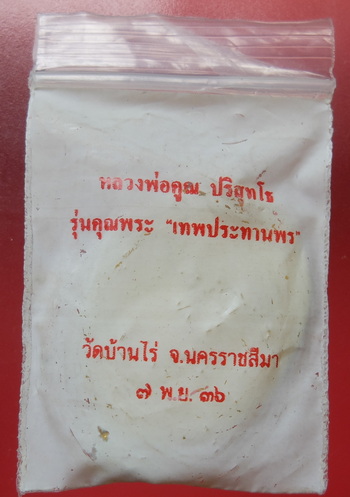 หลวงพ่อคูณ ปริสุทโธ
รุ่นคุณพระ "เทพประทานพร"
วัดบ้านไร่ จ.นครราชสีมา
๗ พ.ย. ๓๖